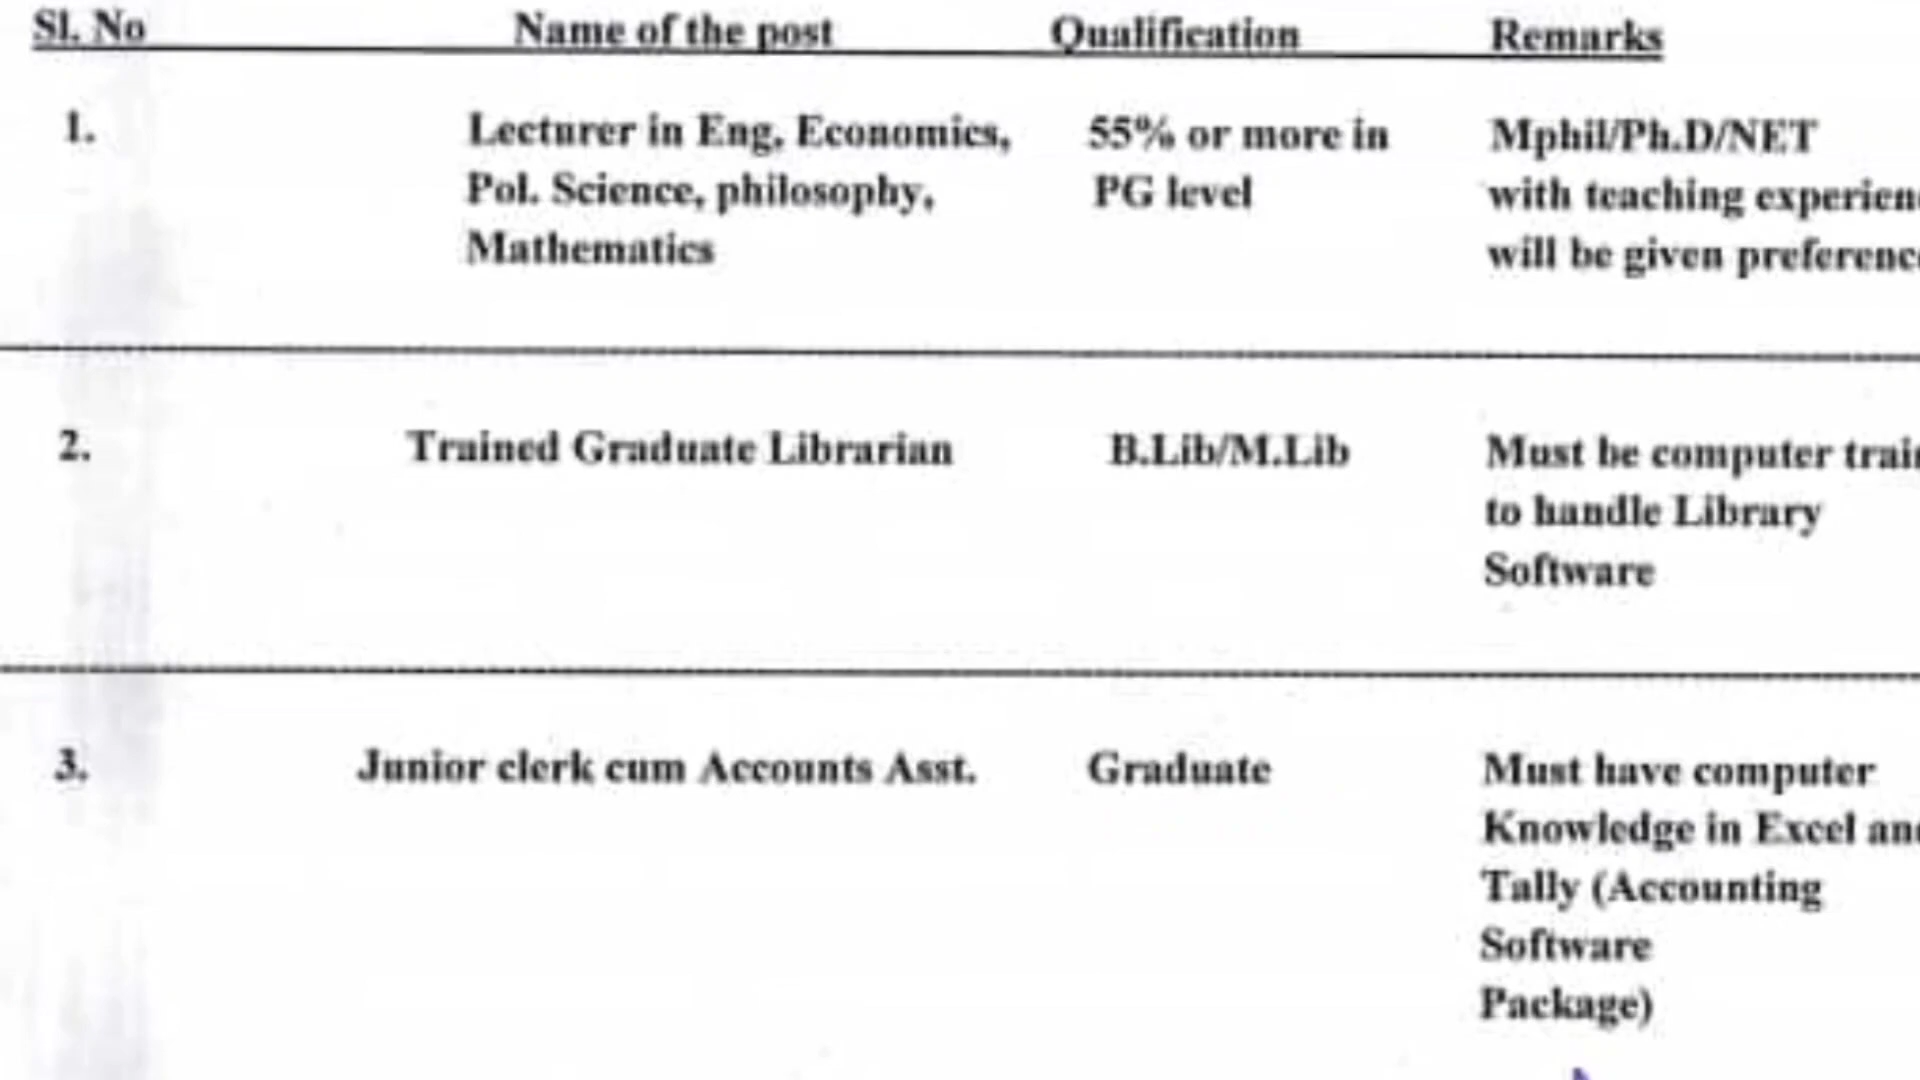 Sl. No Name of the post Qualification Remarks
1. Lecturer in Eng, Economics, 55% or more in Mphil/Ph.D/NET
Pol. Science, philosophy, PG level with teaching
Mathematics will be given
2. Trained Graduate Librarian B.Lib/M.Lib Must be computer
to handle Library
Software
3. Junior clerk cum Accounts Asst. Graduate Must have computer
Knowledge in Excel
Tally (Accounting
Software
Package)